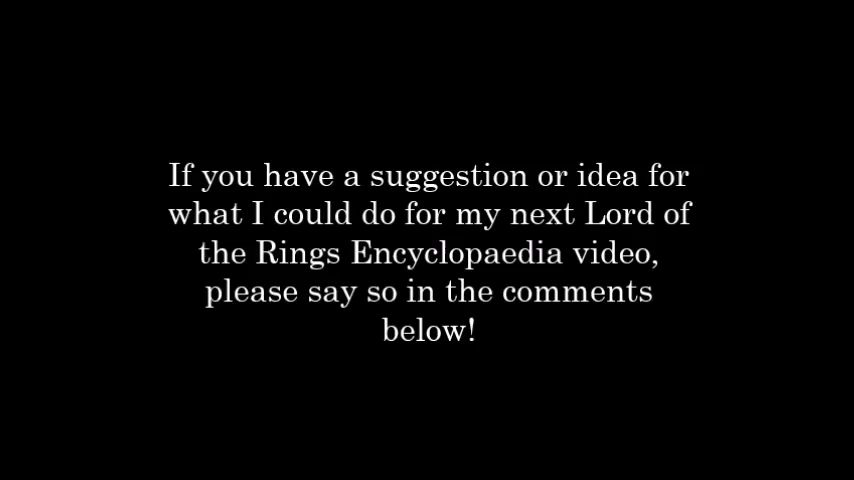 If you have a suggestion or idea for
what I could do for my next Lord of
the Rings Encyclopaedia video,
please say so in the comments
below!